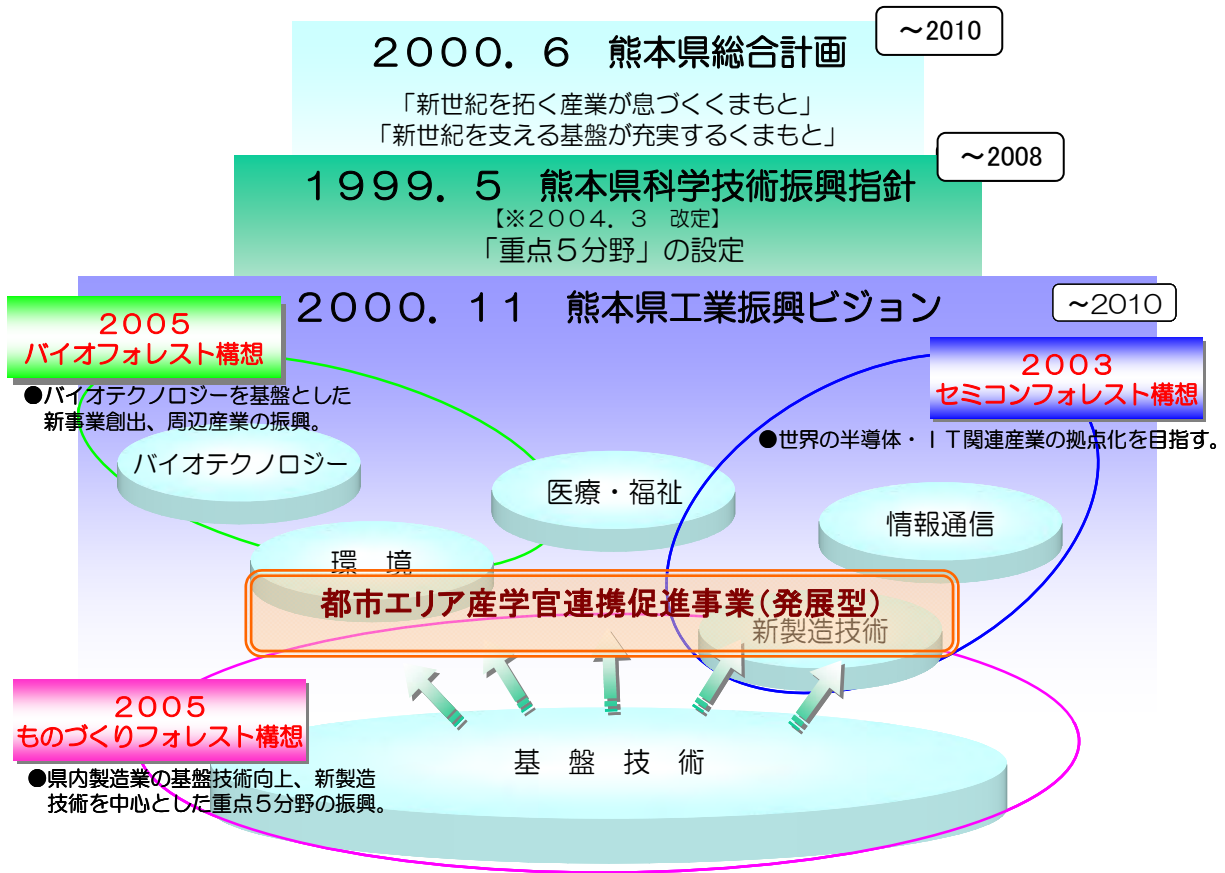 ～2010
２０００．６　熊本県総合計画
「新世紀を拓く産業が息づくくまもと」
「新世紀を支える基盤が充実するくまもと」
～2008
１９９９．５　熊本県科学技術振興指針
【※２００４．３　改定】
「重点５分野」の設定
２０００．１１　熊本県工業振興ビジョン
～2010
２００５
バイオフォレスト構想
●バイオテクノロジーを基盤とした
新事業創出、周辺産業の振興。
２００３
セミコンフォレスト構想
●世界の半導体・ＩＴ関連産業の拠点化を目指す。
バイオテクノロジー
医療・福祉
情報通信
環　境
都市エリア産学官連携促進事業（発展型）
新製造技術
２００５
ものづくりフォレスト構想
●県内製造業の基盤技術向上、新製造
技術を中心とした重点５分野の振興。
基　盤　技　術